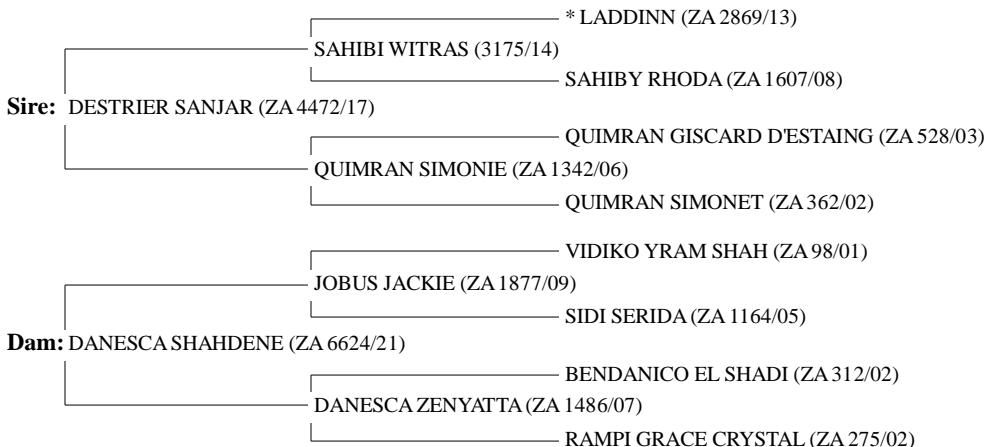 * LADDINN (ZA 2869/13)
SAHIBI WITRAS (3175/14)
SAHIBY RHODA (ZA 1607/08)
Sire: DESTRIER SANJAR (ZA 4472/17)
QUIMRAN GISCARD D'ESTAING (ZA 528/03)
QUIMRAN SIMONIE (ZA 1342/06)
QUIMRAN SIMONET (ZA 362/02)
VIDIKO YRAM SHAH (ZA 98/01)
JOBUS JACKIE (ZA 1877/09)
SIDI SERIDA (ZA 1164/05)
Dam: DANESCA SHAHDENE (ZA 6624/21)
BENDANICO EL SHADI (ZA 312/02)
DANESCA ZENYATTA (ZA 1486/07)
RAMPI GRACE CRYSTAL (ZA 275/02)